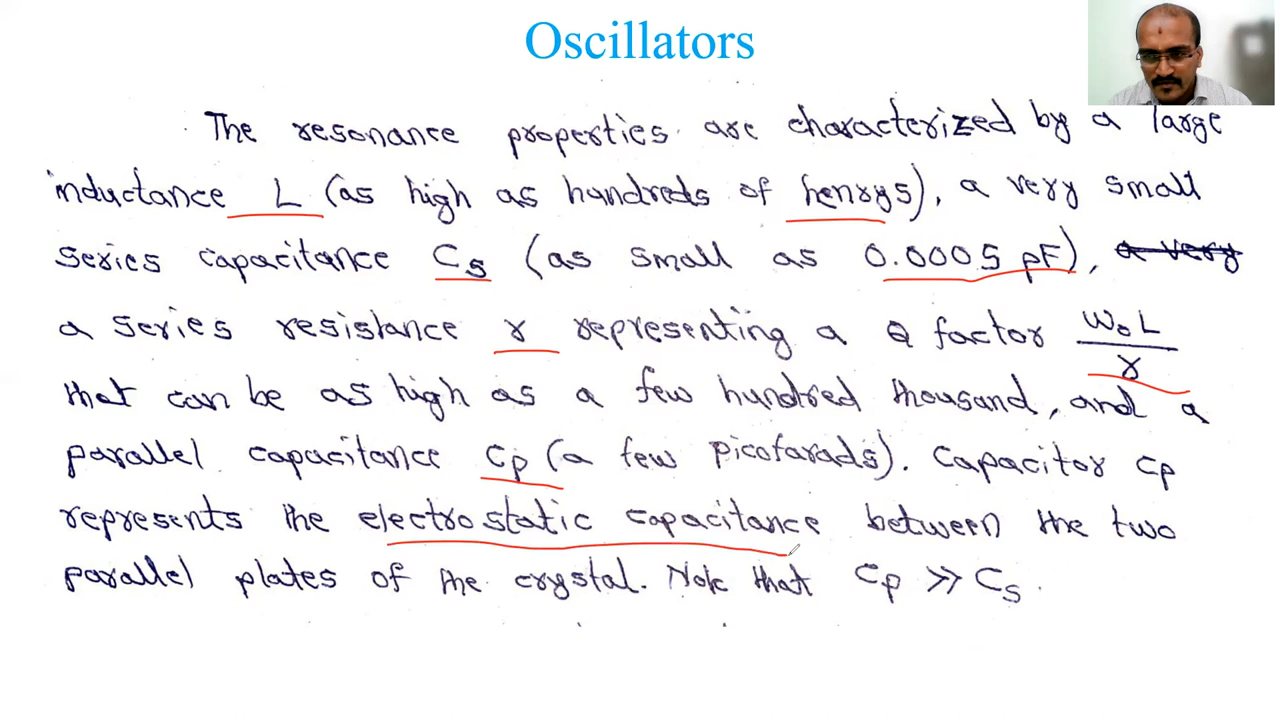 Oscillators
The resonance properties are characterized by a large
inductance L (as high as hundreds of henrys), a very small
series capacitance Cs (as small as 0.0005 pF), a very
a series resistance r representing a Q factor ω₀L/r
that can be as high as a few hundred thousand, and a
parallel capacitance Cp (a few picofarads). Capacitor Cp
represents the electrostatic capacitance between the two
parallel plates of the crystal. Note that Cp >> Cs.